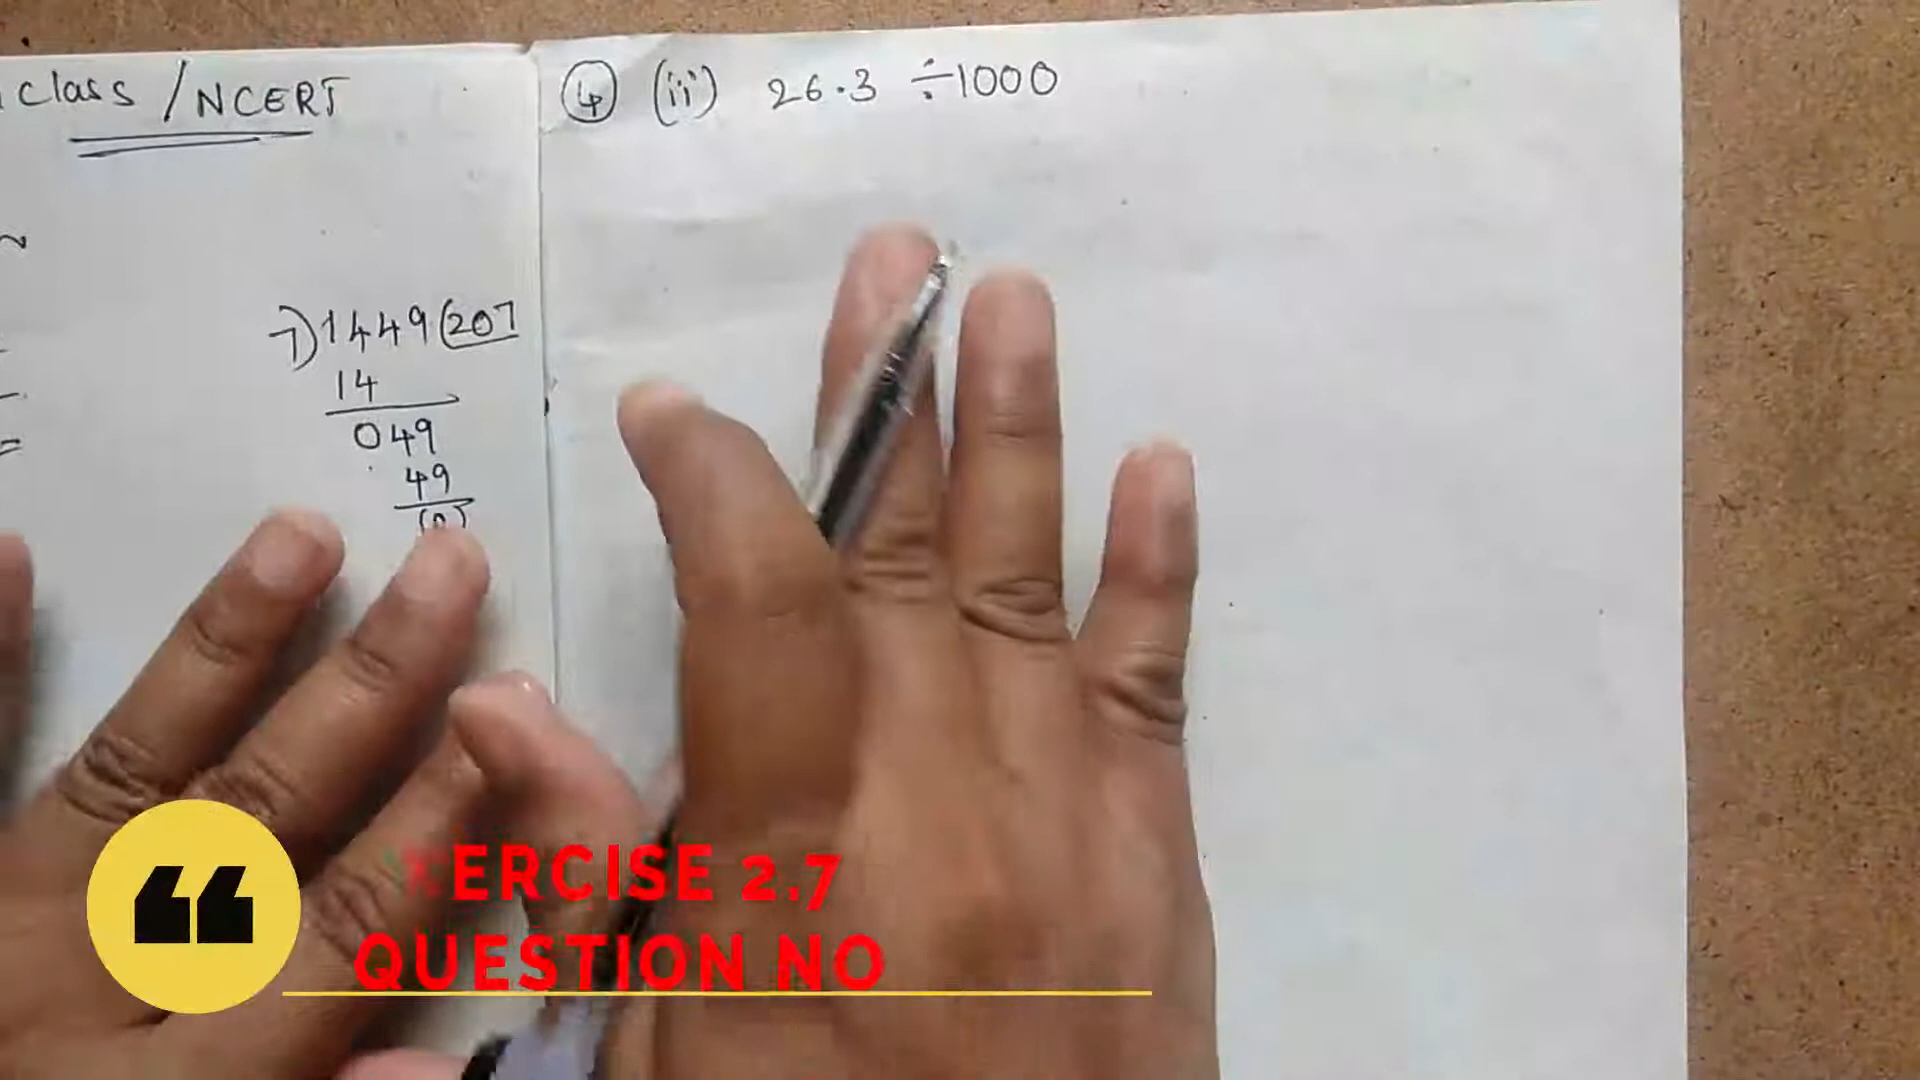 class / NCERT
7)1449(207
14
049
49
(0)
4 (ii) 26.3 ÷1000
ERCISE 2.7
QUESTION NO